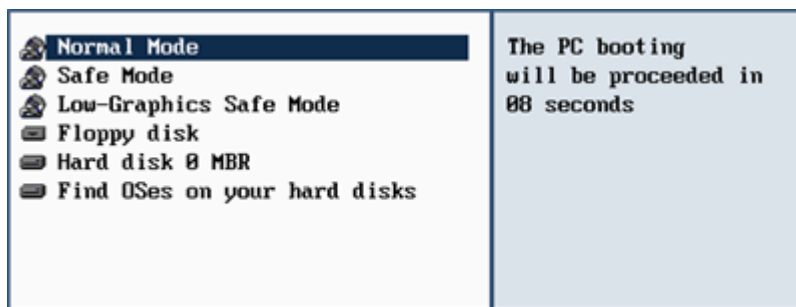 Normal Mode
Safe Mode
Low-Graphics Safe Mode
Floppy disk
Hard disk 0 MBR
Find OSes on your hard disks
The PC booting
will be proceeded in
08 seconds